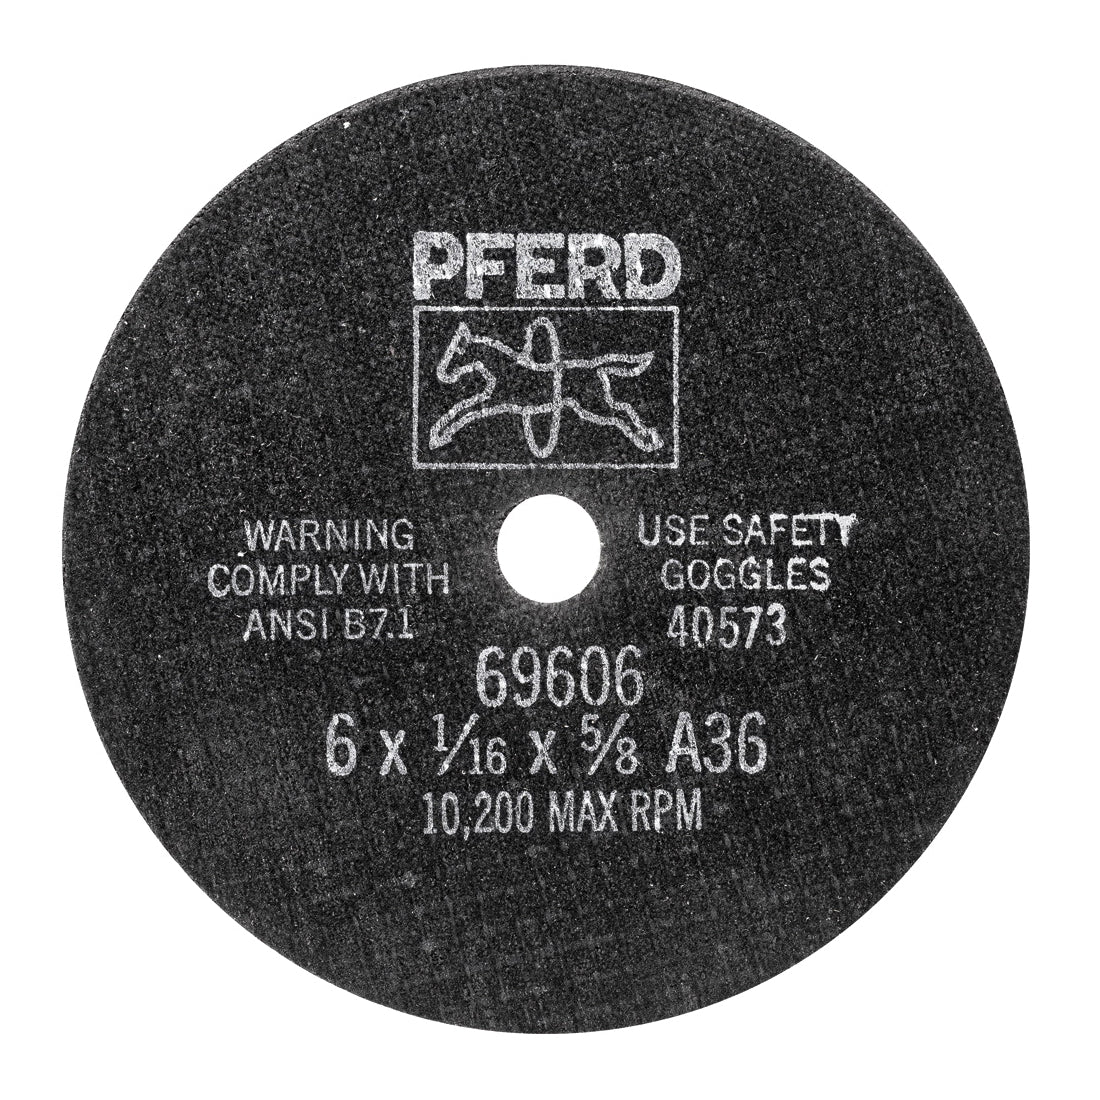 PFERD
WARNING
COMPLY WITH
ANSI B7.1
USE SAFETY
GOGGLES
40573
69606
6 x 1/16 x 5/8 A36
10,200 MAX RPM